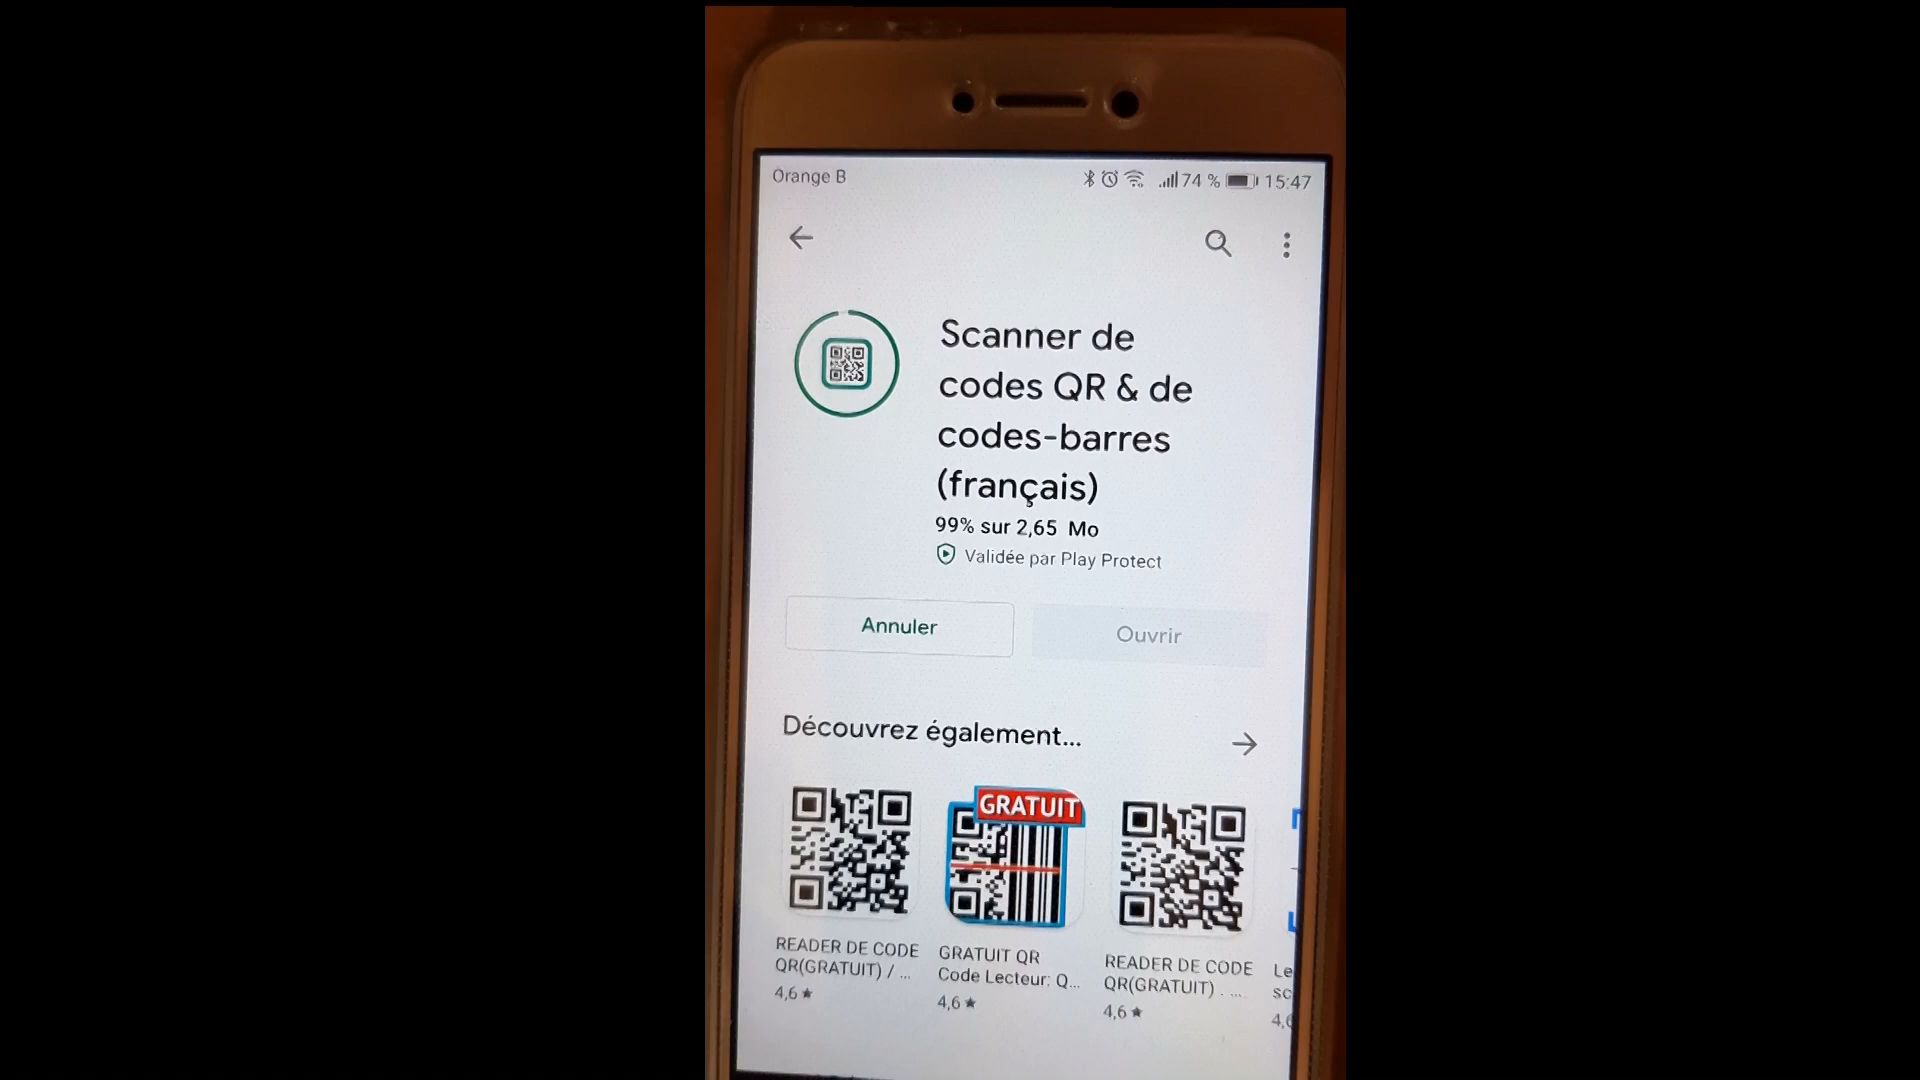 Orange B
74 % 15:47
Scanner de
codes QR & de
codes-barres
(français)
99% sur 2,65 Mo
Validée par Play Protect
Annuler
Ouvrir
Découvrez également...
GRATUIT
READER DE CODE
QR(GRATUIT) / ...
4,6 ★
GRATUIT QR
Code Lecteur: Q...
4,6 ★
READER DE CODE
QR(GRATUIT) . ...
4,6 ★
Le
sc